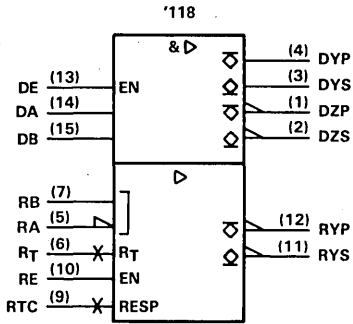 '118
& ▷
(4) DYP
DE (13) EN (3) DYS
DA (14) (1) DZP
DB (15) (2) DZS
▷
RB (7)
RA (5) (12) RYP
RT (6) RT (11) RYS
RE (10) EN
RTC (9) RESP